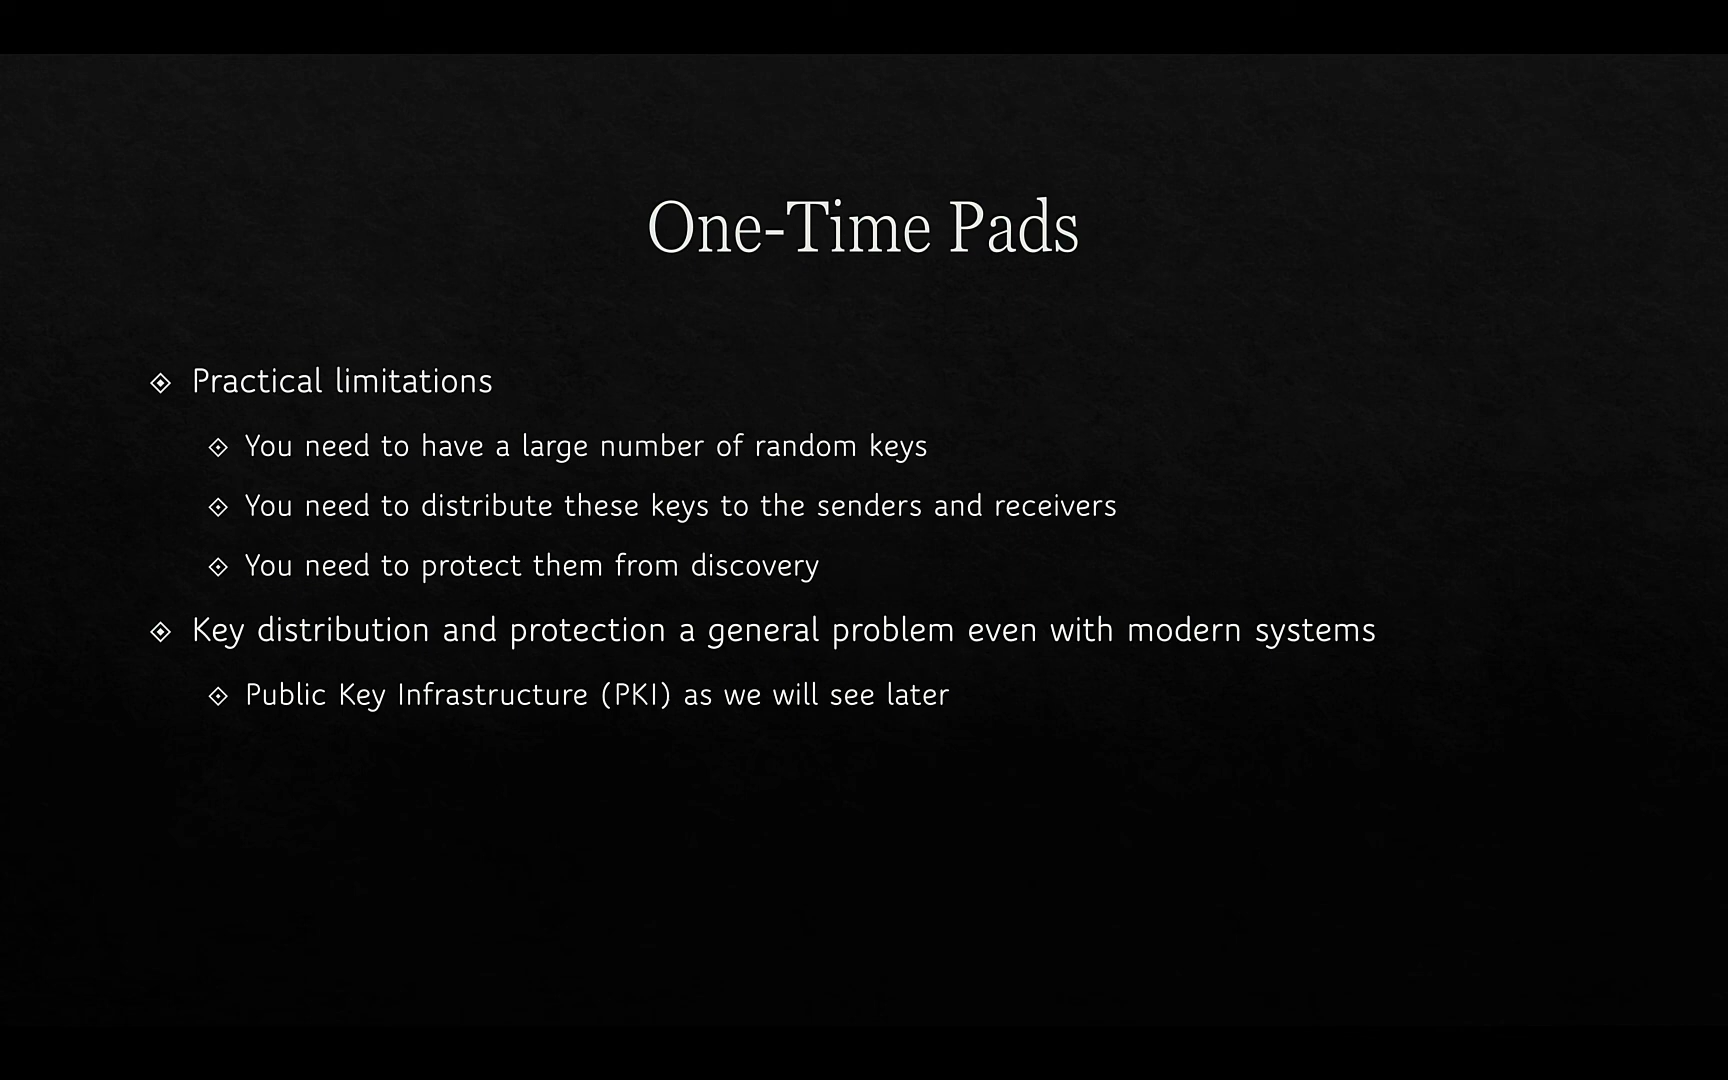 One-Time Pads
Practical limitations
You need to have a large number of random keys
You need to distribute these keys to the senders and receivers
You need to protect them from discovery
Key distribution and protection a general problem even with modern systems
Public Key Infrastructure (PKI) as we will see later